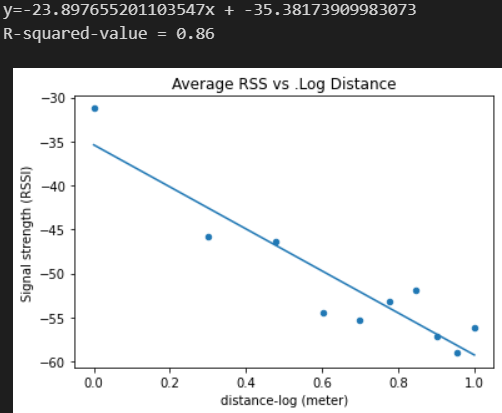 y=-23.897655201103547x + -35.38173909983073
R-squared-value = 0.86
Average RSS vs .Log Distance
Signal strength (RSSI)
−30
−35
−40
−45
−50
−55
−60
0.0 0.2 0.4 0.6 0.8 1.0
distance-log (meter)